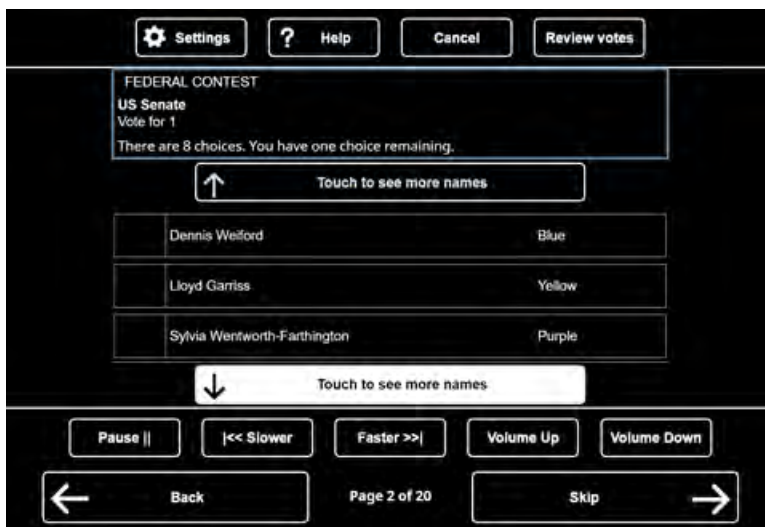 Settings ? Help Cancel Review votes
FEDERAL CONTEST
US Senate
Vote for 1
There are 8 choices. You have one choice remaining.
↑ Touch to see more names
Dennis Weiford Blue
Lloyd Garriss Yellow
Sylvia Wentworth-Farthington Purple
↓ Touch to see more names
Pause || |<< Slower Faster >>| Volume Up Volume Down
← Back Page 2 of 20 Skip →